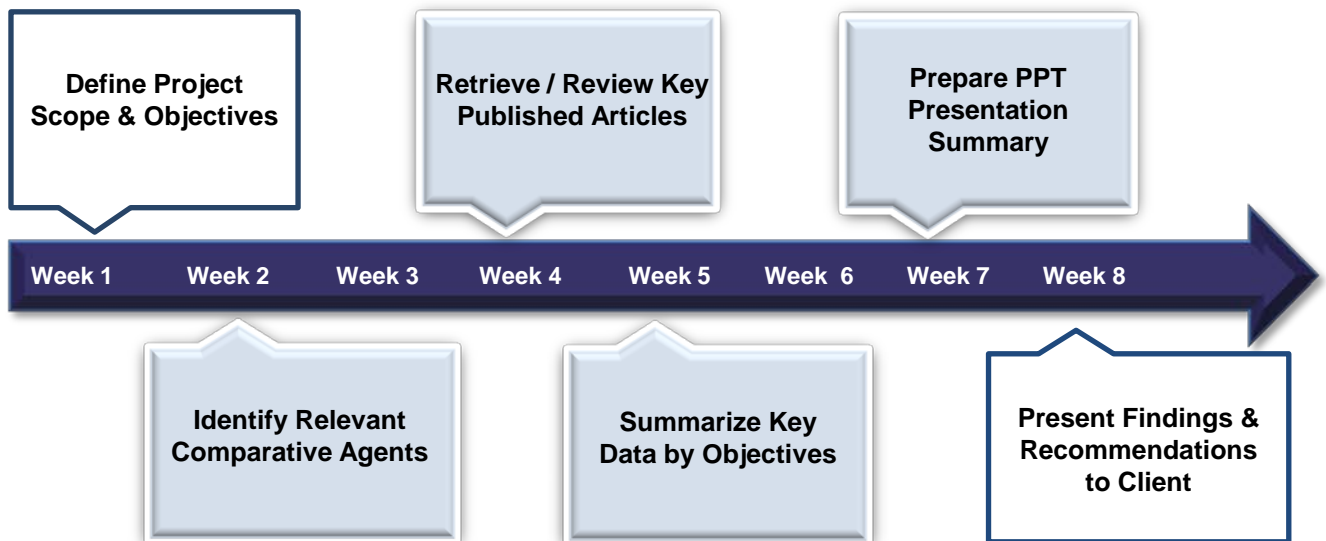 Define Project
Scope & Objectives
Retrieve / Review Key
Published Articles
Prepare PPT
Presentation
Summary
Week 1 Week 2 Week 3 Week 4 Week 5 Week 6 Week 7 Week 8
Identify Relevant
Comparative Agents
Summarize Key
Data by Objectives
Present Findings &
Recommendations
to Client